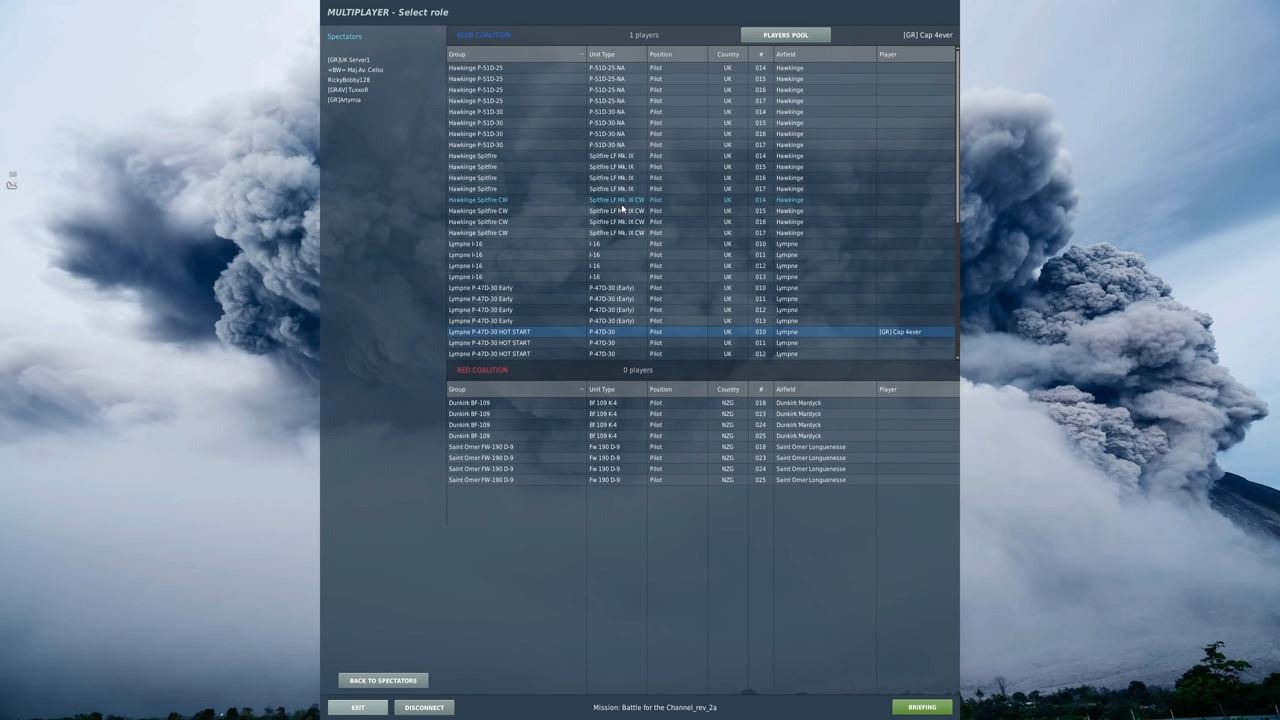 MULTIPLAYER - Select role
Spectators
[GR]UK Server1
=BW= Maj.Av. Celso
RickyBobby128
[GRAV] TuxxoR
[GR]Artymia
BLUE COALITION 1 players PLAYERS POOL [GR] Cap 4ever
Group Unit Type Position Country # Airfield Player
Hawkinge P-51D-25 P-51D-25-NA Pilot UK 014 Hawkinge
Hawkinge P-51D-25 P-51D-25-NA Pilot UK 015 Hawkinge
Hawkinge P-51D-25 P-51D-25-NA Pilot UK 016 Hawkinge
Hawkinge P-51D-25 P-51D-25-NA Pilot UK 017 Hawkinge
Hawkinge P-51D-30 P-51D-30-NA Pilot UK 014 Hawkinge
Hawkinge P-51D-30 P-51D-30-NA Pilot UK 015 Hawkinge
Hawkinge P-51D-30 P-51D-30-NA Pilot UK 016 Hawkinge
Hawkinge P-51D-30 P-51D-30-NA Pilot UK 017 Hawkinge
Hawkinge Spitfire Spitfire LF Mk. IX Pilot UK 014 Hawkinge
Hawkinge Spitfire Spitfire LF Mk. IX Pilot UK 015 Hawkinge
Hawkinge Spitfire Spitfire LF Mk. IX Pilot UK 016 Hawkinge
Hawkinge Spitfire Spitfire LF Mk. IX Pilot UK 017 Hawkinge
Hawkinge Spitfire CW Spitfire LF Mk. IX CW Pilot UK 014 Hawkinge
Hawkinge Spitfire CW Spitfire LF Mk. IX CW Pilot UK 015 Hawkinge
Hawkinge Spitfire CW Spitfire LF Mk. IX CW Pilot UK 016 Hawkinge
Hawkinge Spitfire CW Spitfire LF Mk. IX CW Pilot UK 017 Hawkinge
Lympne I-16 I-16 Pilot UK 010 Lympne
Lympne I-16 I-16 Pilot UK 011 Lympne
Lympne I-16 I-16 Pilot UK 012 Lympne
Lympne I-16 I-16 Pilot UK 013 Lympne
Lympne P-47D-30 Early P-47D-30 (Early) Pilot UK 010 Lympne
Lympne P-47D-30 Early P-47D-30 (Early) Pilot UK 011 Lympne
Lympne P-47D-30 Early P-47D-30 (Early) Pilot UK 012 Lympne
Lympne P-47D-30 Early P-47D-30 (Early) Pilot UK 013 Lympne
Lympne P-47D-30 HOT START P-47D-30 Pilot UK 010 Lympne [GR] Cap 4ever
Lympne P-47D-30 HOT START P-47D-30 Pilot UK 011 Lympne
Lympne P-47D-30 HOT START P-47D-30 Pilot UK 012 Lympne
RED COALITION 0 players
Group Unit Type Position Country # Airfield Player
Dunkirk BF-109 Bf 109 K-4 Pilot NZG 018 Dunkirk Mardyck
Dunkirk BF-109 Bf 109 K-4 Pilot NZG 023 Dunkirk Mardyck
Dunkirk BF-109 Bf 109 K-4 Pilot NZG 024 Dunkirk Mardyck
Dunkirk BF-109 Bf 109 K-4 Pilot NZG 025 Dunkirk Mardyck
Saint Omer FW-190 D-9 Fw 190 D-9 Pilot NZG 018 Saint Omer Longuenesse
Saint Omer FW-190 D-9 Fw 190 D-9 Pilot NZG 023 Saint Omer Longuenesse
Saint Omer FW-190 D-9 Fw 190 D-9 Pilot NZG 024 Saint Omer Longuenesse
Saint Omer FW-190 D-9 Fw 190 D-9 Pilot NZG 025 Saint Omer Longuenesse
BACK TO SPECTATORS
EXIT DISCONNECT Mission: Battle for the Channel_rev_2a BRIEFING